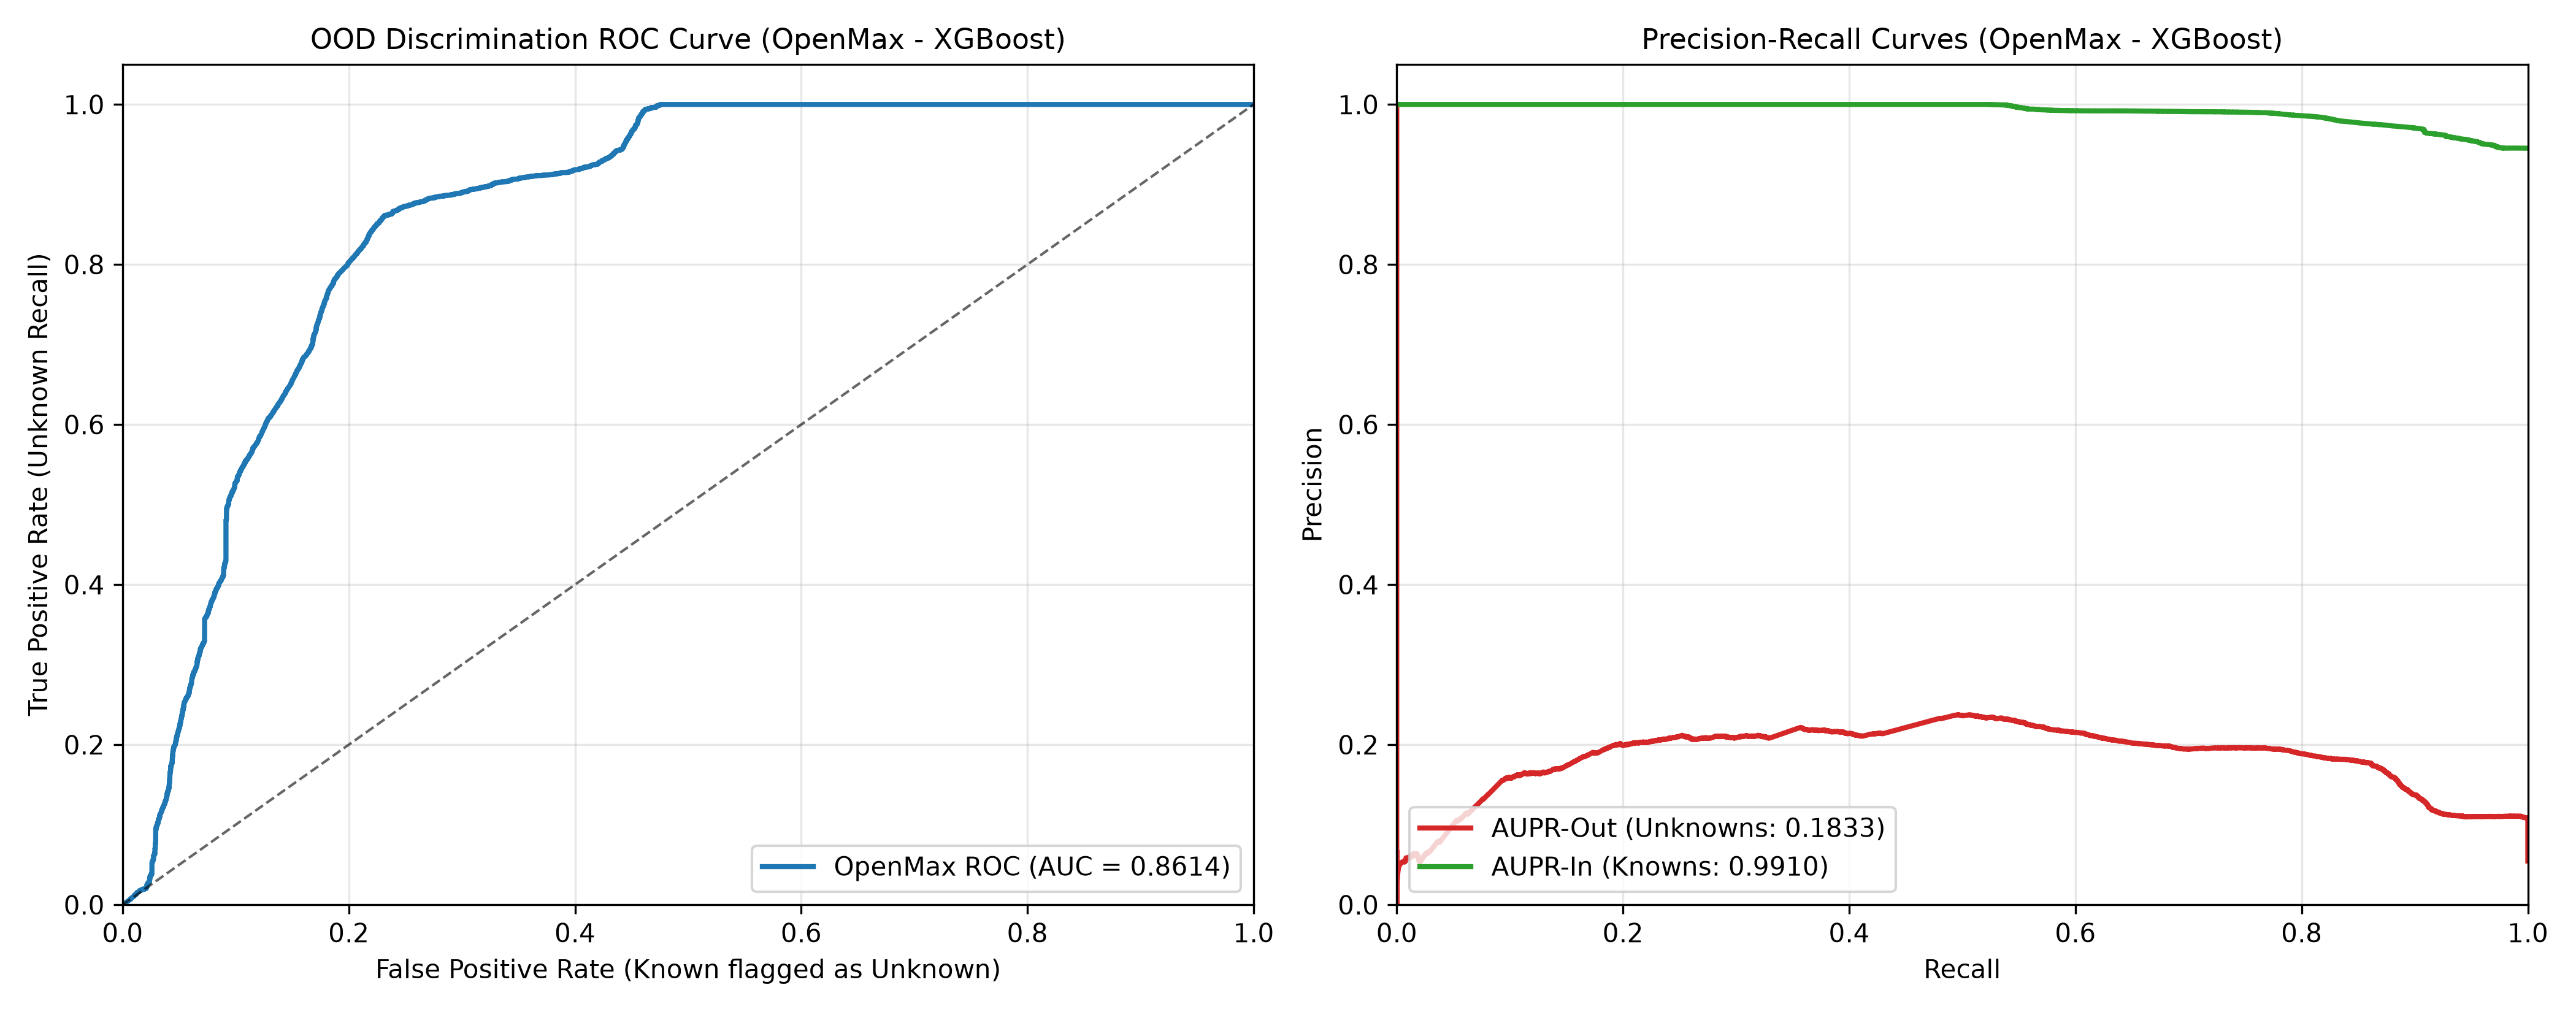 OOD Discrimination ROC Curve (OpenMax - XGBoost)
True Positive Rate (Unknown Recall)
1.0
0.8
0.6
0.4
0.2
0.0
0.0 0.2 0.4 0.6 0.8 1.0
False Positive Rate (Known flagged as Unknown)
OpenMax ROC (AUC = 0.8614)
Precision-Recall Curves (OpenMax - XGBoost)
Precision
1.0
0.8
0.6
0.4
0.2
0.0
0.0 0.2 0.4 0.6 0.8 1.0
Recall
AUPR-Out (Unknowns: 0.1833)
AUPR-In (Knowns: 0.9910)